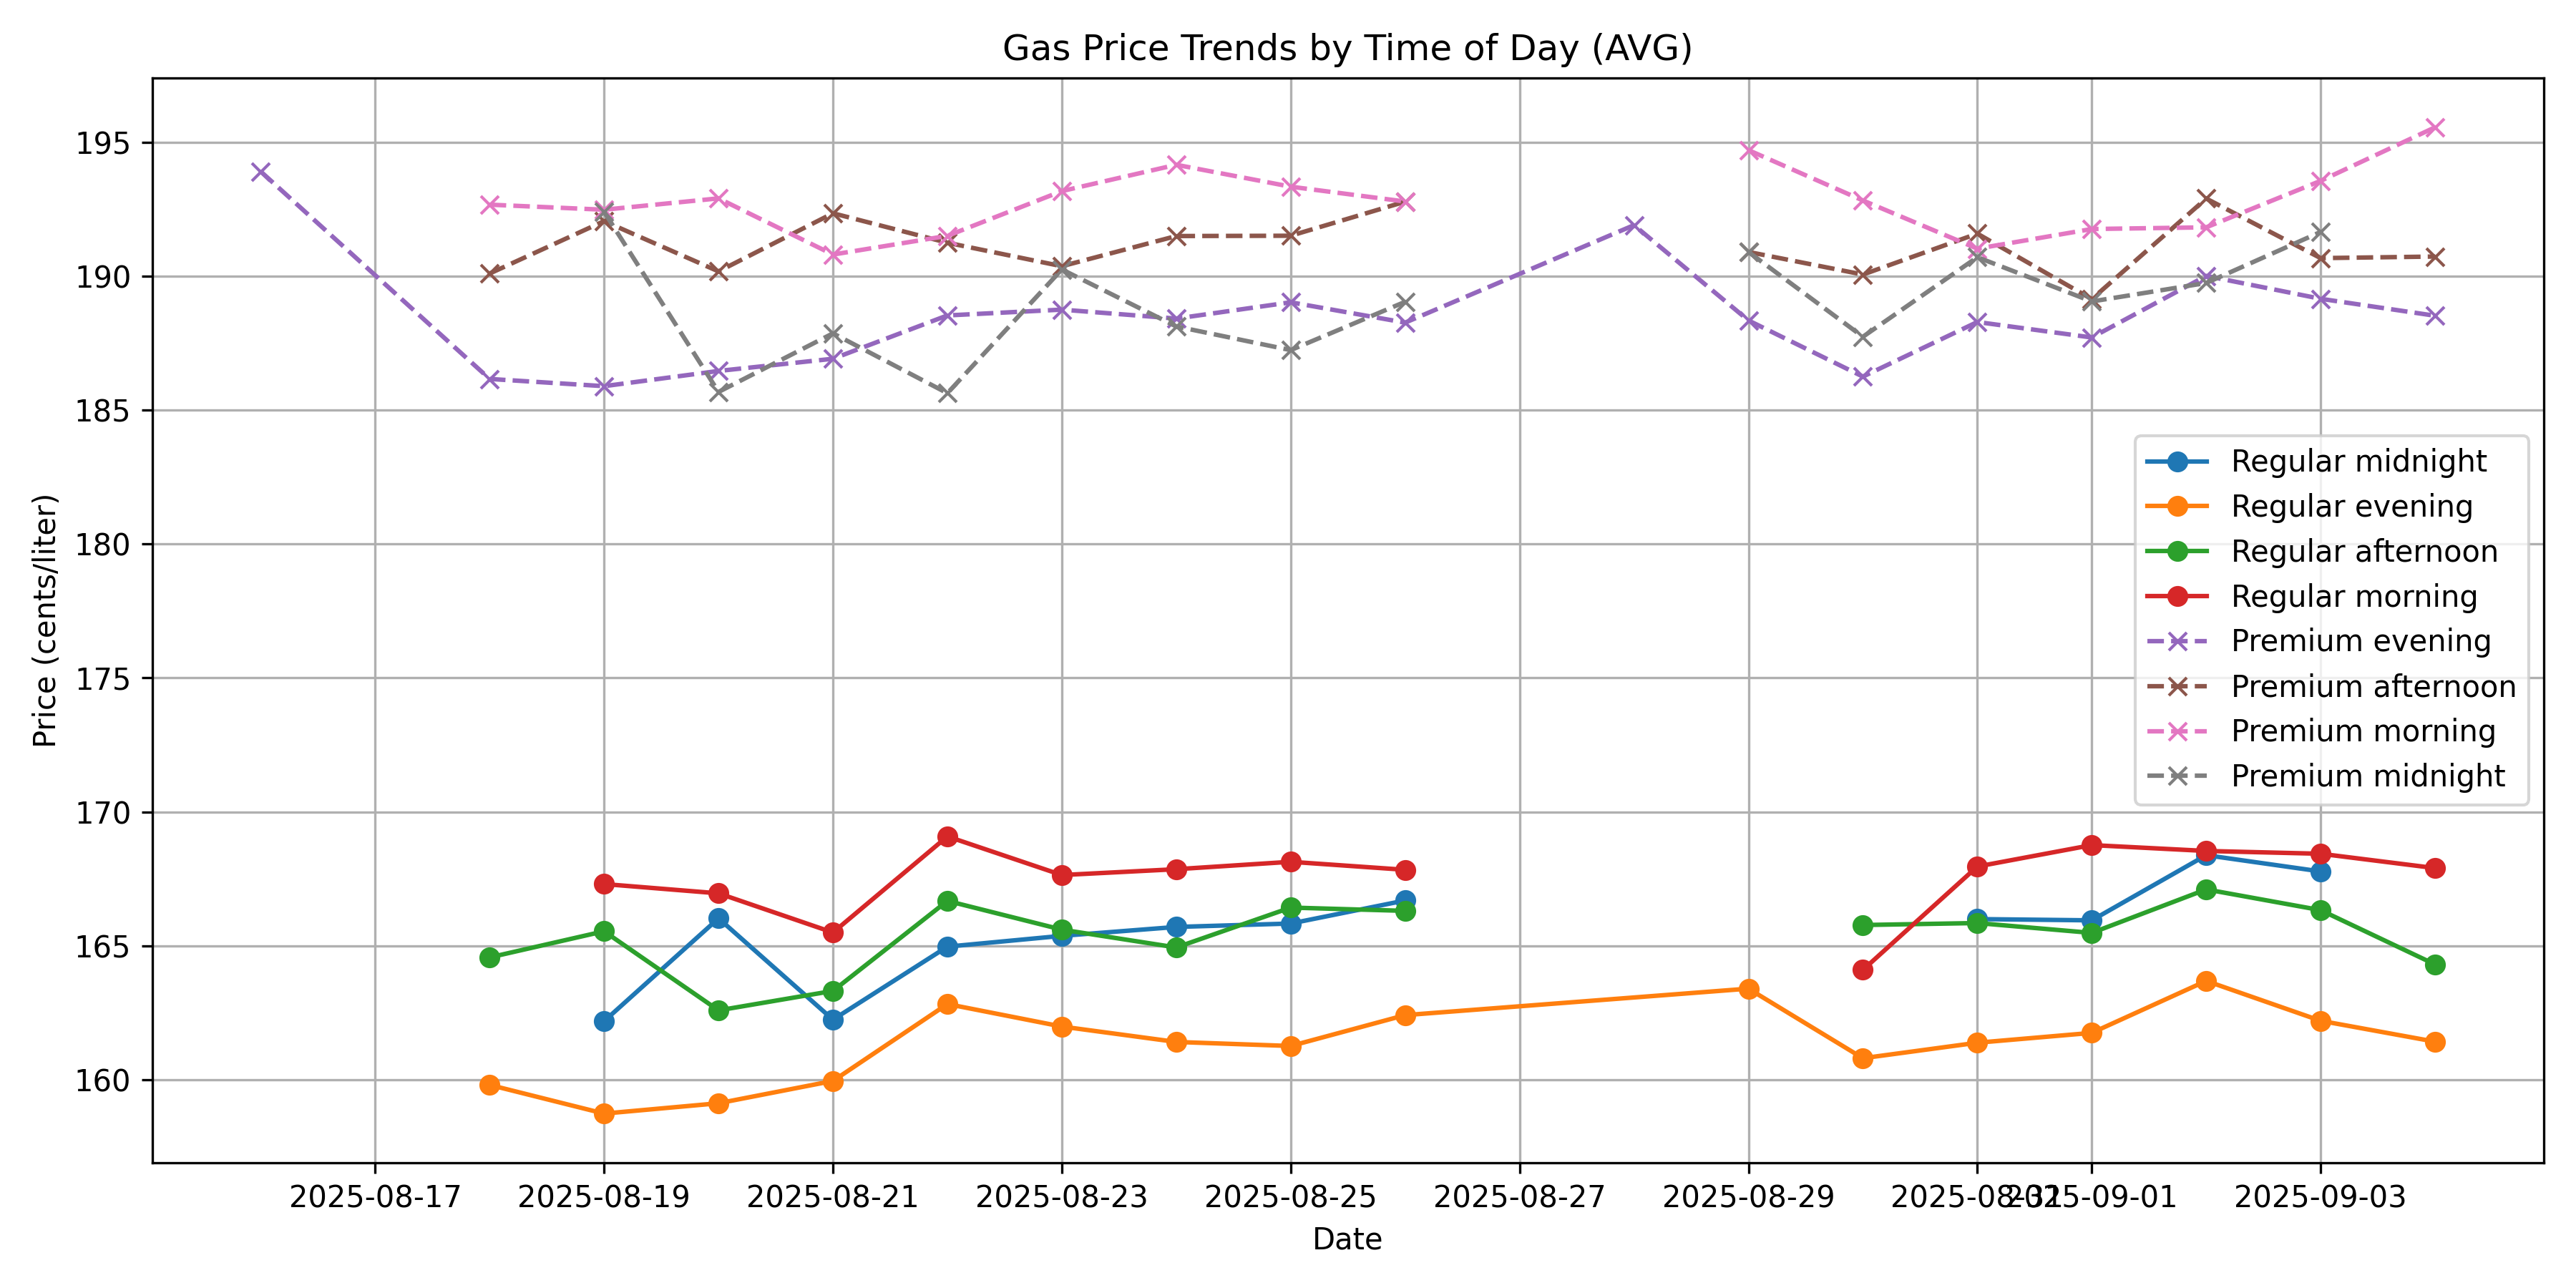 Gas Price Trends by Time of Day (AVG)
Price (cents/liter)
195
190
185
180
175
170
165
160
Regular midnight
Regular evening
Regular afternoon
Regular morning
Premium evening
Premium afternoon
Premium morning
Premium midnight
2025-08-17 2025-08-19 2025-08-21 2025-08-23 2025-08-25 2025-08-27 2025-08-29 2025-08-31 2025-09-01 2025-09-03
Date